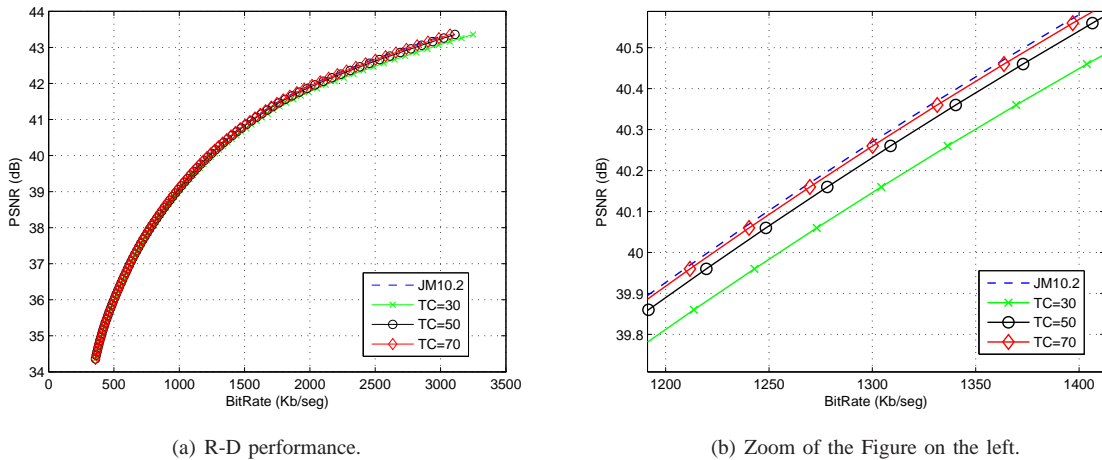 44
43
42
41
40
39
38
37
36
35
34
PSNR (dB)
0 500 1000 1500 2000 2500 3000 3500
BitRate (Kb/seg)
JM10.2
TC=30
TC=50
TC=70
(a) R-D performance.
40.5
40.4
40.3
40.2
40.1
40
39.9
39.8
PSNR (dB)
1200 1250 1300 1350 1400
BitRate (Kb/seg)
JM10.2
TC=30
TC=50
TC=70
(b) Zoom of the Figure on the left.